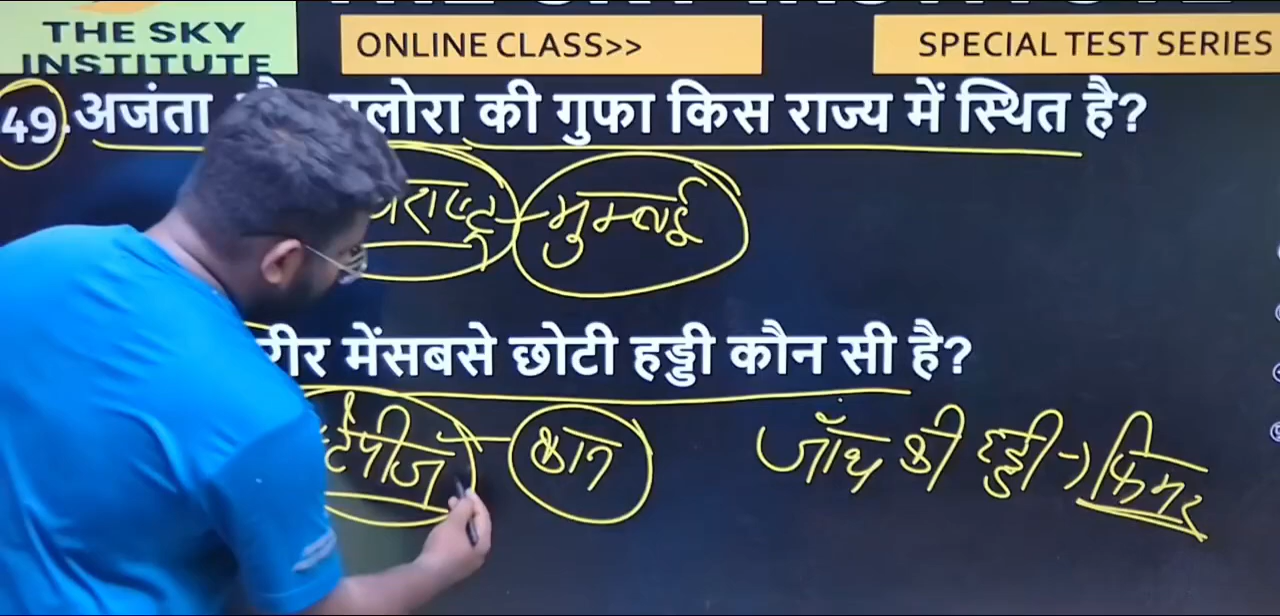 THE SKY
INSTITUTE
ONLINE CLASS>>
SPECIAL TEST SERIES
49. अजंता लोरा की गुफा किस राज्य में स्थित है?
राष्ट्र - मुम्बई
रीर मेंसबसे छोटी हड्डी कौन सी है?
टेपीज - कान
जाँघ की हड्डी -> फिमर